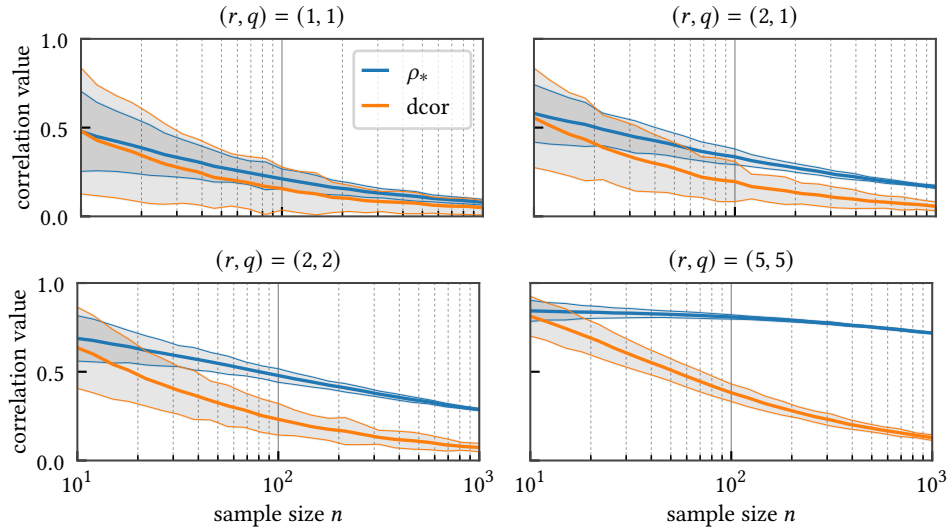 (r, q) = (1, 1)
(r, q) = (2, 1)
correlation value
1.0
0.5
0.0
ρ*
dcor
(r, q) = (2, 2)
(r, q) = (5, 5)
correlation value
1.0
0.5
0.0
10¹
10²
10³
10¹
10²
10³
sample size n
sample size n